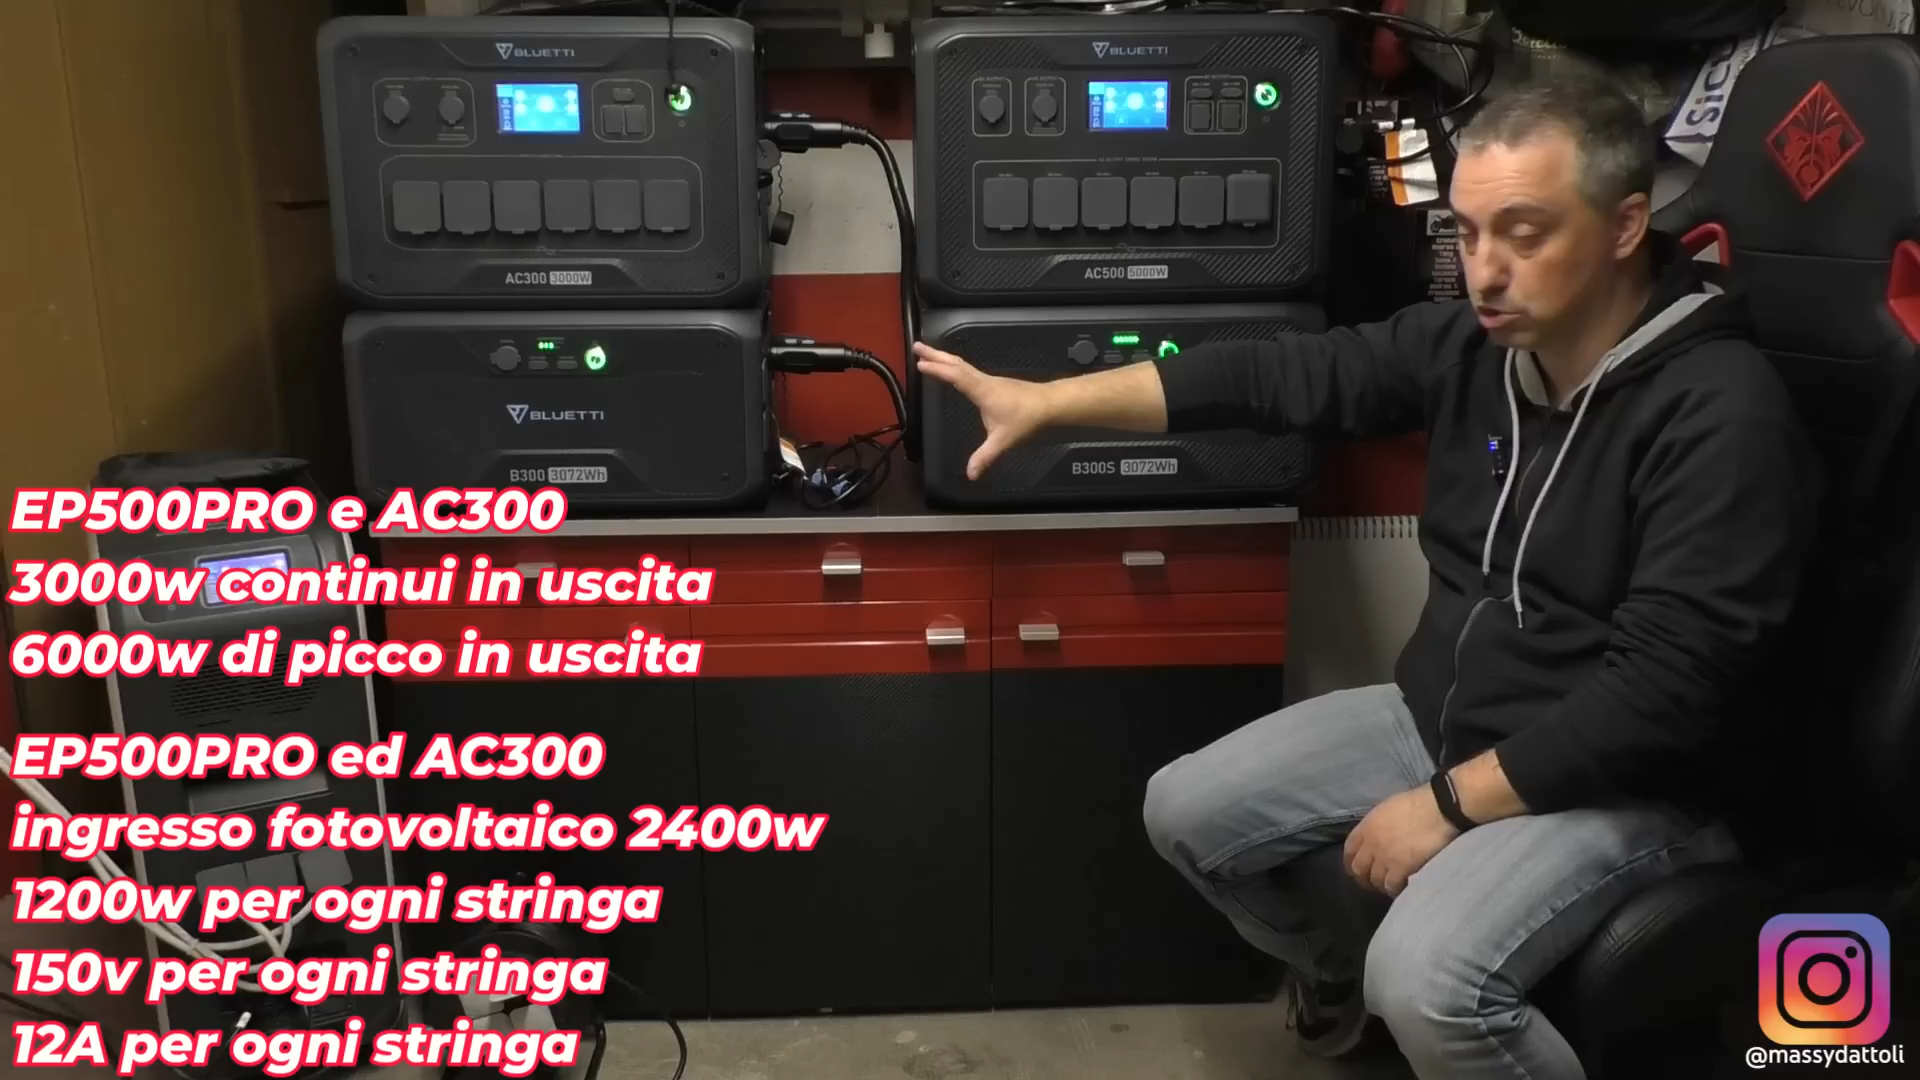 BLUETTI
BLUETTI
AC300 3000W
AC500 5000W
BLUETTI
B300 3072Wh
B300S 3072Wh
EP500PRO e AC300
3000w continui in uscita
6000w di picco in uscita
EP500PRO ed AC300
ingresso fotovoltaico 2400w
1200w per ogni stringa
150v per ogni stringa
12A per ogni stringa
@massydattoli